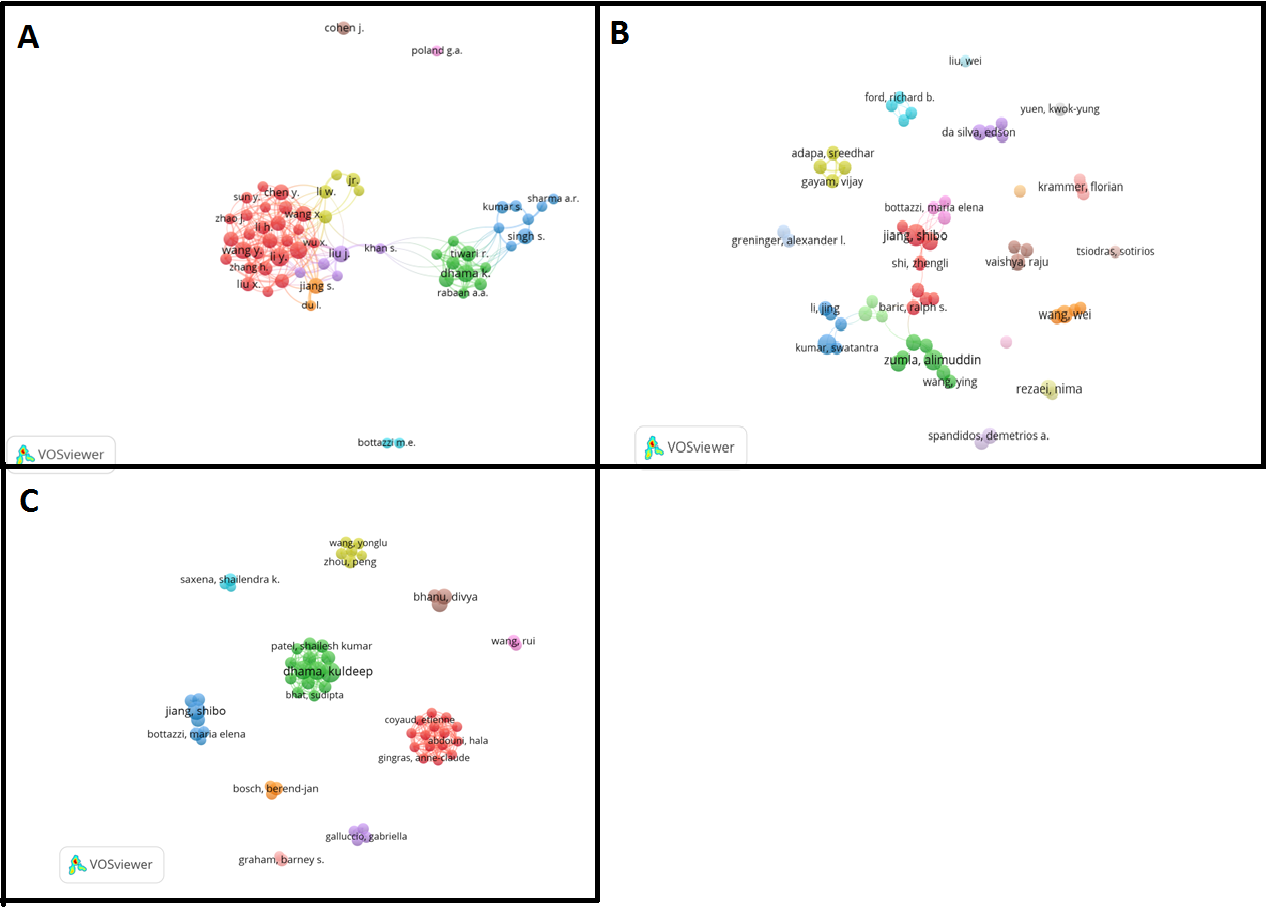 A
cohen j.
poland g.a.
jr.
li w.
chen y.
sun y.
sharma a.r.
kumar s.
wang x.
zhao j.
li h.
singh s.
wu x.
khan s.
wang y.
li y.
liu j.
tiwari r.
zhang h.
dhama k.
liu x.
jiang s.
rabaan a.a.
du l.
bottazzi m.e.
VOSviewer
B
liu, wei
ford, richard b.
yuen, kwok-yung
da silva, edson
adapa, sreedhar
gayam, vijay
krammer, florian
bottazzi, maria elena
jiang, shibo
greninger, alexander l.
tsiodras, sotirios
vaishya, raju
shi, zhengli
li, jing
baric, ralph s.
wang, wei
kumar, swatantra
zumla, alimuddin
wang, ying
rezaei, nima
spandidos, demetrios a.
VOSviewer
C
wang, yonglu
zhou, peng
saxena, shailendra k.
bhanu, divya
wang, rui
patel, shailesh kumar
dhama, kuldeep
bhat, sudipta
jiang, shibo
coyaud, etienne
bottazzi, maria elena
abdouni, hala
gingras, anne-claude
bosch, berend-jan
galluccio, gabriella
graham, barney s.
VOSviewer